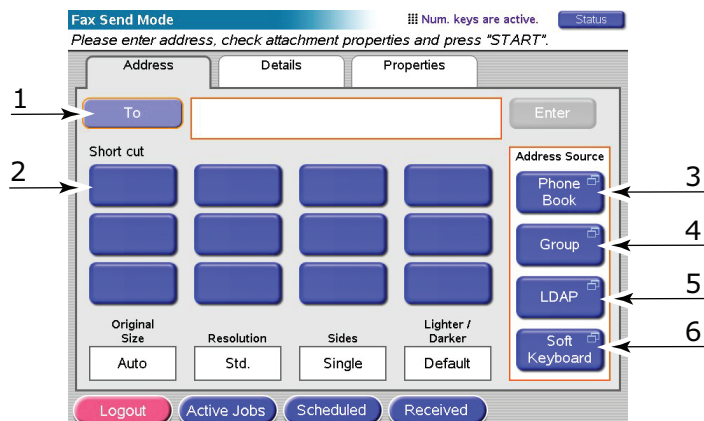 Fax Send Mode
Num. keys are active.
Status
Please enter address, check attachment properties and press "START".
Address
Details
Properties
1
To
Enter
Short cut
Address Source
2
Phone
Book
3
Group
4
LDAP
5
Soft
Keyboard
6
Original
Size
Resolution
Sides
Lighter /
Darker
Auto
Std.
Single
Default
Logout
Active Jobs
Scheduled
Received